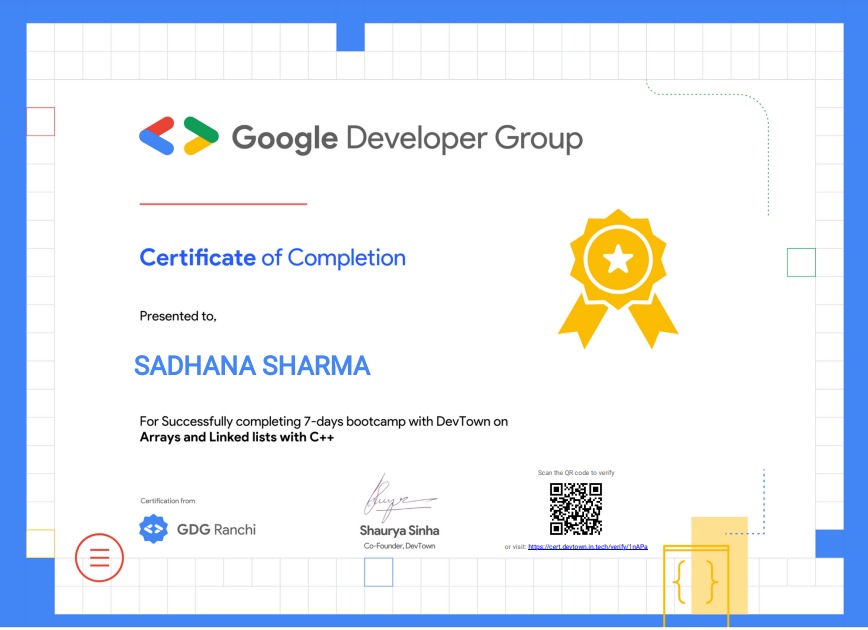 Google Developer Group
Certificate of Completion
Presented to,
SADHANA SHARMA
For Successfully completing 7-days bootcamp with DevTown on
Arrays and Linked lists with C++
Scan the QR code to verify
Certification from
GDG Ranchi
Shaurya Sinha
Co-Founder, DevTown
or visit: https://cert.devtown.in.tech/verify/1nAPa
{ }